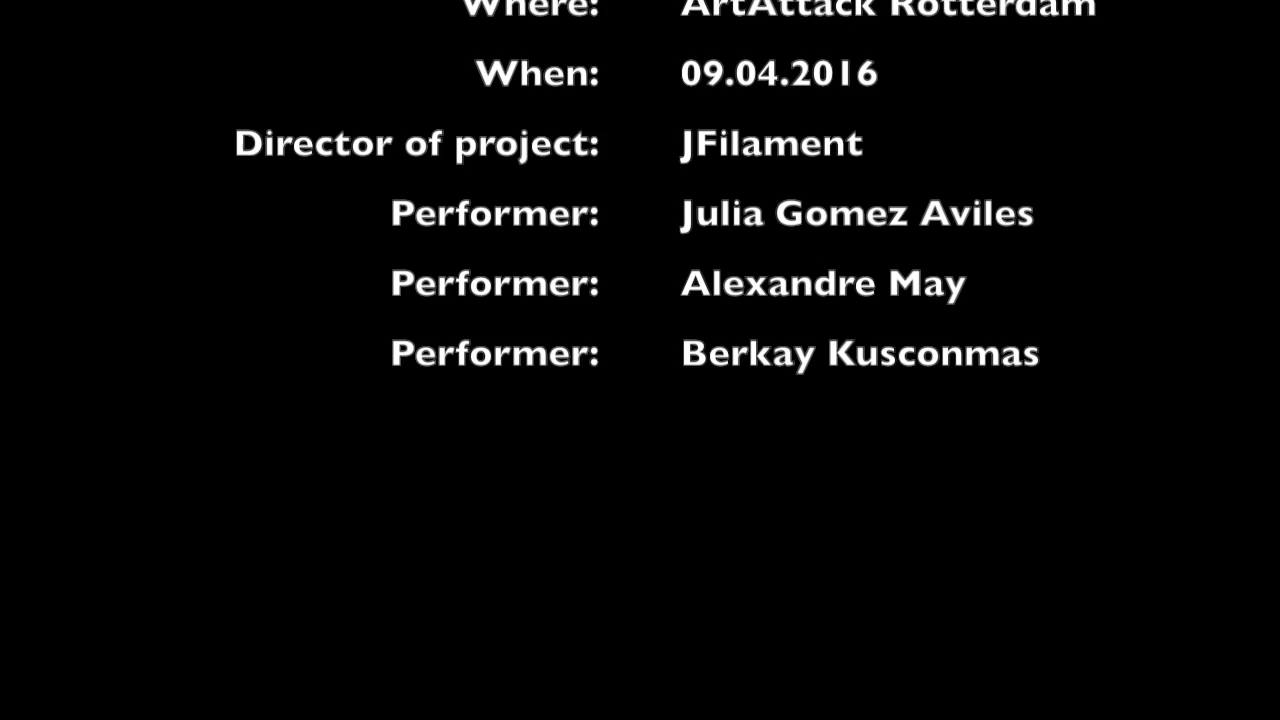 Where: ArtAttack Rotterdam
When: 09.04.2016
Director of project: JFilament
Performer: Julia Gomez Aviles
Performer: Alexandre May
Performer: Berkay Kusconmas